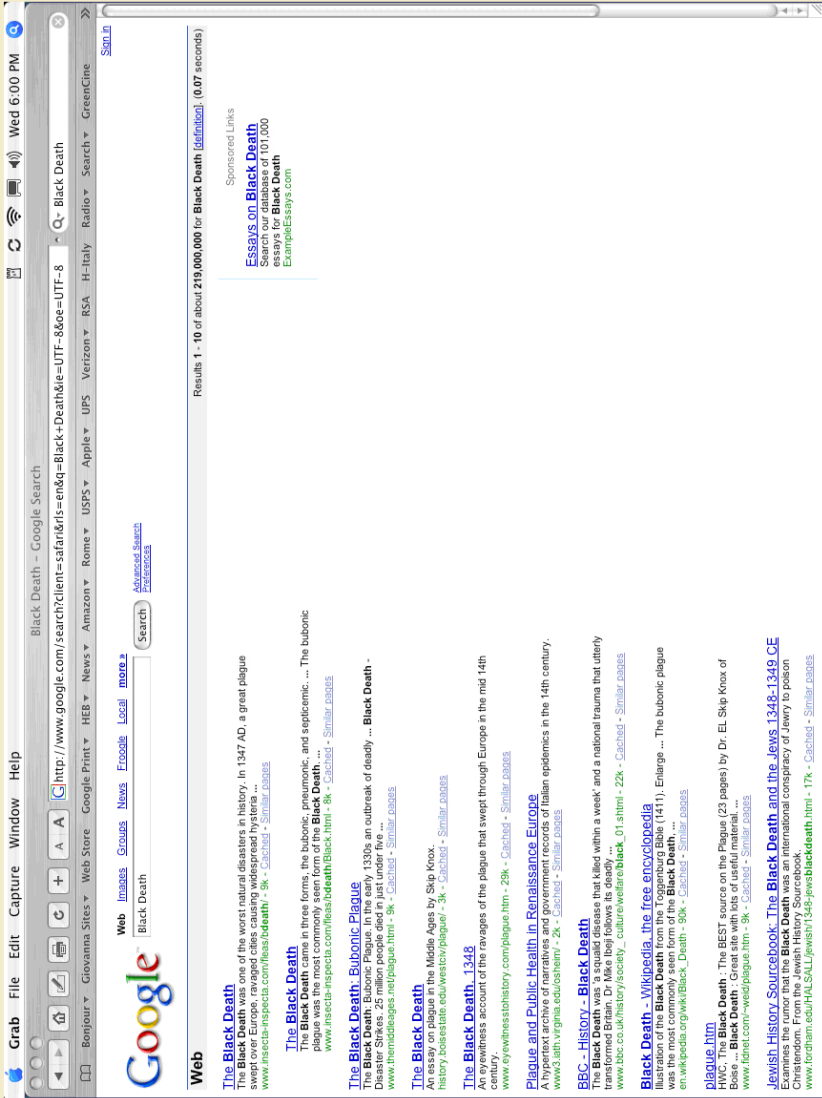 Grab File Edit Capture Window Help Wed 6:00 PM
Black Death – Google Search
http://www.google.com/search?client=safari&rls=en&q=Black+Death&ie=UTF-8&oe=UTF-8 Black Death
Bonjour Giovanna Sites Web Store Google Print HEB News Amazon Rome USPS Apple UPS Verizon RSA H-Italy Radio Search GreenCine
Sign in
Google
Web Images Groups News Froogle Local more »
Black Death Search Advanced Search
Preferences
Web Results 1 - 10 of about 219,000,000 for Black Death [definition]. (0.07 seconds)
The Black Death
The Black Death was one of the worst natural disasters in history. In 1347 AD, a great plague
swept over Europe, ravaged cities causing widespread hysteria ...
www.insecta-inspecta.com/fleas/bdeath/ - 9k - Cached - Similar pages
The Black Death
The Black Death came in three forms, the bubonic, pneumonic, and septicemic. ... The bubonic
plague was the most commonly seen form of the Black Death. ...
www.insecta-inspecta.com/fleas/bdeath/Black.html - 8k - Cached - Similar pages
The Black Death: Bubonic Plague
The Black Death: Bubonic Plague. In the early 1330s an outbreak of deadly ... Black Death -
Disaster Strikes. 25 million people died in just under five ...
www.themiddleages.net/plague.html - 9k - Cached - Similar pages
The Black Death
An essay on plague in the Middle Ages by Skip Knox.
history.boisestate.edu/westciv/plague/ - 3k - Cached - Similar pages
The Black Death, 1348
An eyewitness account of the ravages of the plague that swept through Europe in the mid 14th
century.
www.eyewitnesstohistory.com/plague.htm - 29k - Cached - Similar pages
Plague and Public Health in Renaissance Europe
A hypertext archive of narratives and government records of Italian epidemics in the 14th century.
www3.iath.virginia.edu/osheim/ - 2k - Cached - Similar pages
BBC - History - Black Death
The Black Death was 'a squalid disease that killed within a week' and a national trauma that utterly
transformed Britain. Dr Mike Ibeji follows its deadly ...
www.bbc.co.uk/history/society_culture/welfare/black_01.shtml - 22k - Cached - Similar pages
Black Death - Wikipedia, the free encyclopedia
Illustration of the Black Death from the Toggenburg Bible (1411). Enlarge ... The bubonic plague
was the most commonly seen form of the Black Death, ...
en.wikipedia.org/wiki/Black_Death - 90k - Cached - Similar pages
plague.htm
HWC, The Black Death : The BEST source on the Plague (23 pages) by Dr. EL Skip Knox of
Boise ... Black Death : Great site with lots of useful material. ...
www.fidnet.com/~weid/plague.htm - 9k - Cached - Similar pages
Jewish History Sourcebook: The Black Death and the Jews 1348-1349 CE
Examines the rumor that the Black Death was an international conspiracy of Jewry to poison
Christendom. From the Jewish History Sourcebook.
www.fordham.edu/HALSALL/jewish/1348-jewsblackdeath.html - 17k - Cached - Similar pages
Sponsored Links
Essays on Black Death
Search our database of 101,000
essays for Black Death
ExampleEssays.com